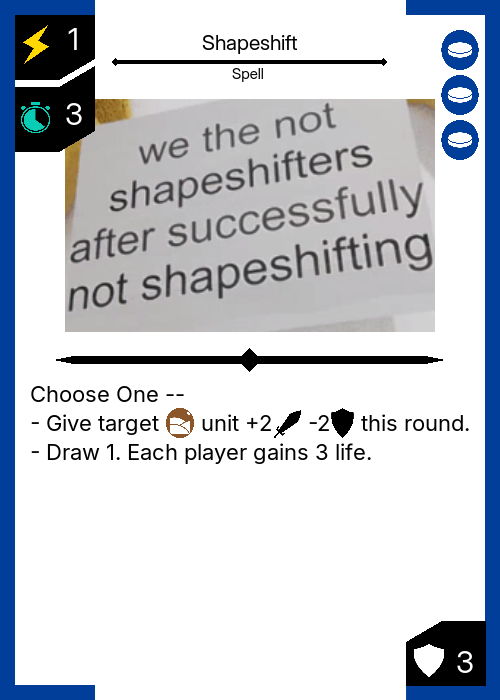 1
Shapeshift
Spell
3
we the not
shapeshifters
after successfully
not shapeshifting
Choose One --
- Give target unit +2 -2 this round.
- Draw 1. Each player gains 3 life.
3